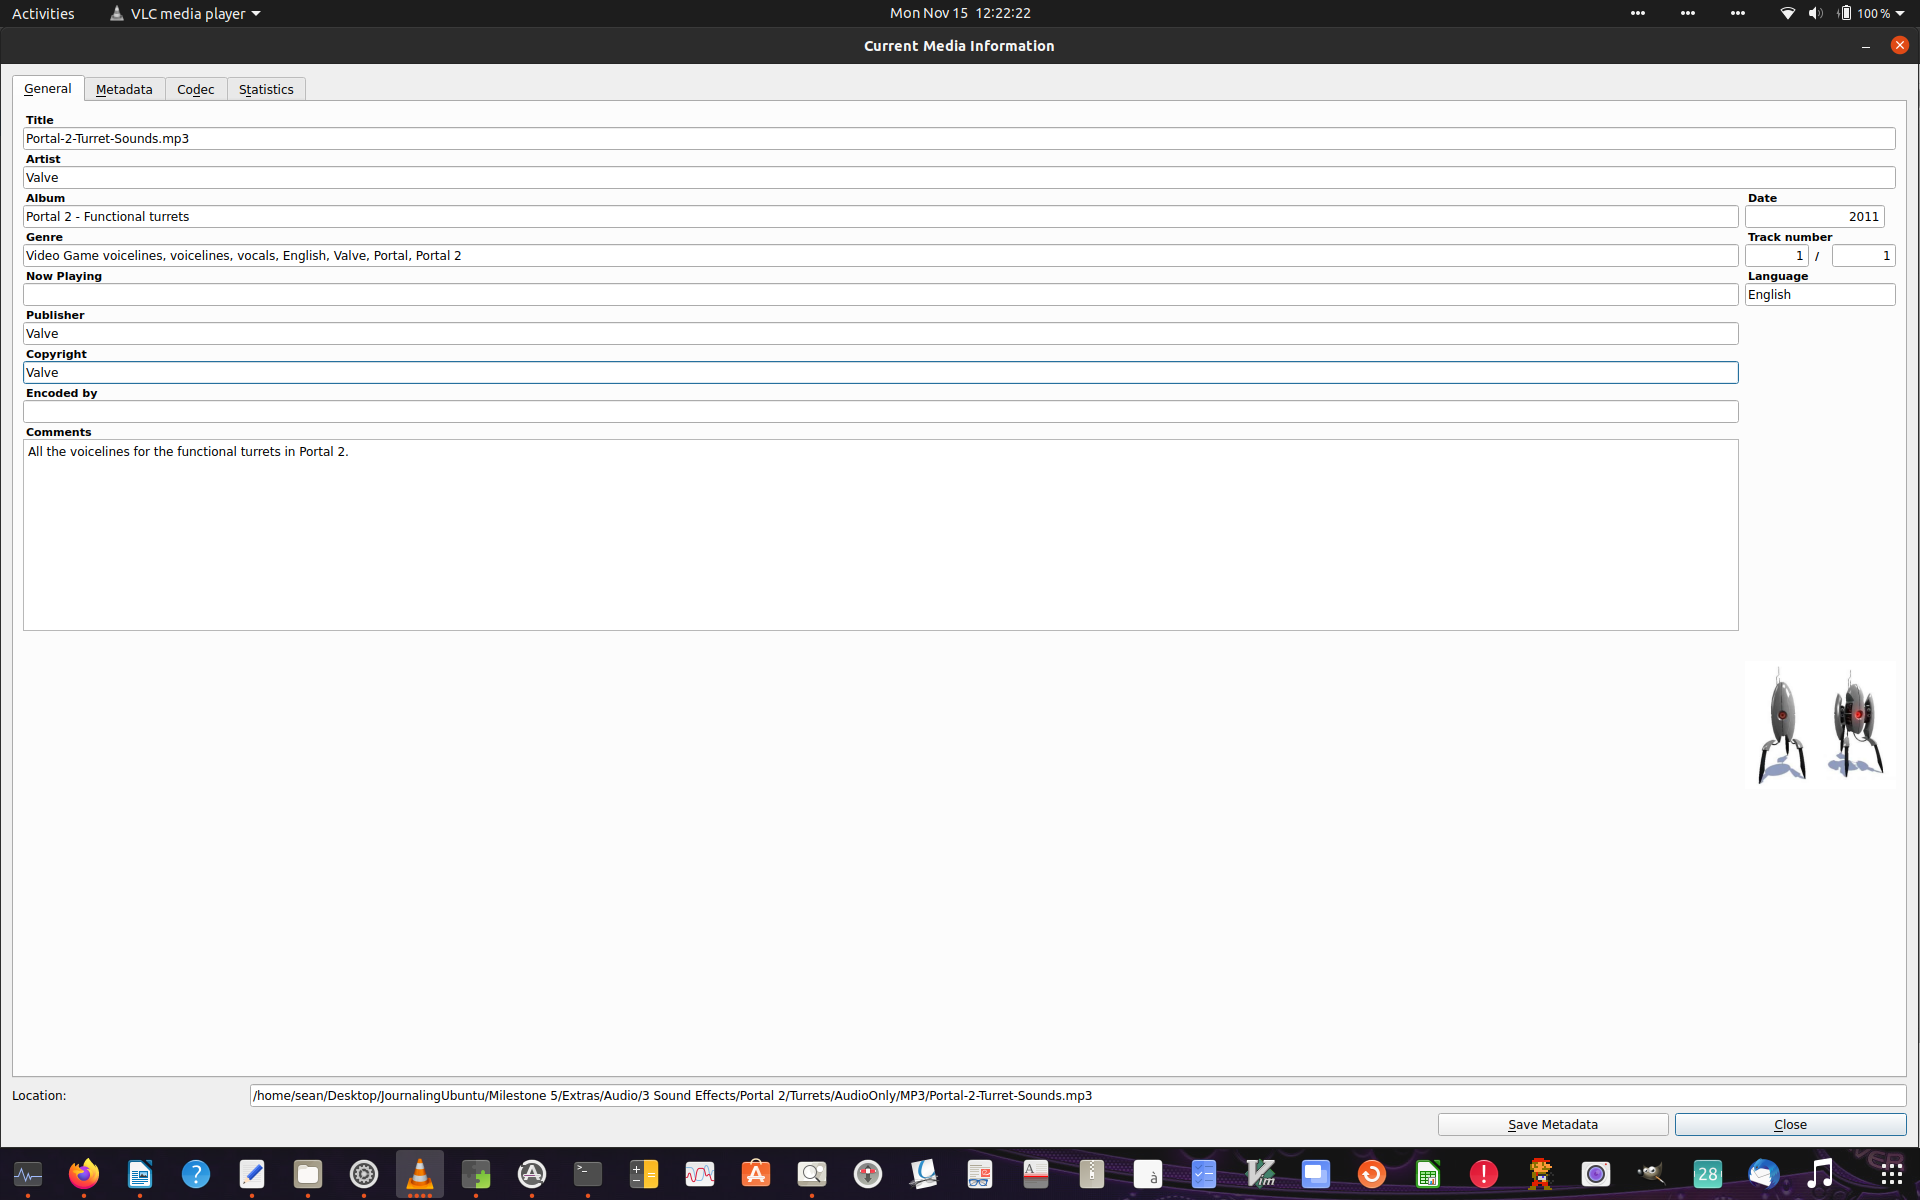 Activities
VLC media player
Mon Nov 15 12:22:22
100 %
Current Media Information
General
Metadata
Codec
Statistics
Title
Portal-2-Turret-Sounds.mp3
Artist
Valve
Album
Date
Portal 2 - Functional turrets
2011
Genre
Track number
Video Game voicelines, voicelines, vocals, English, Valve, Portal, Portal 2
1 / 1
Now Playing
Language
English
Publisher
Valve
Copyright
Valve
Encoded by
Comments
All the voicelines for the functional turrets in Portal 2.
Location:
/home/sean/Desktop/JournalingUbuntu/Milestone 5/Extras/Audio/3 Sound Effects/Portal 2/Turrets/AudioOnly/MP3/Portal-2-Turret-Sounds.mp3
Save Metadata
Close
28